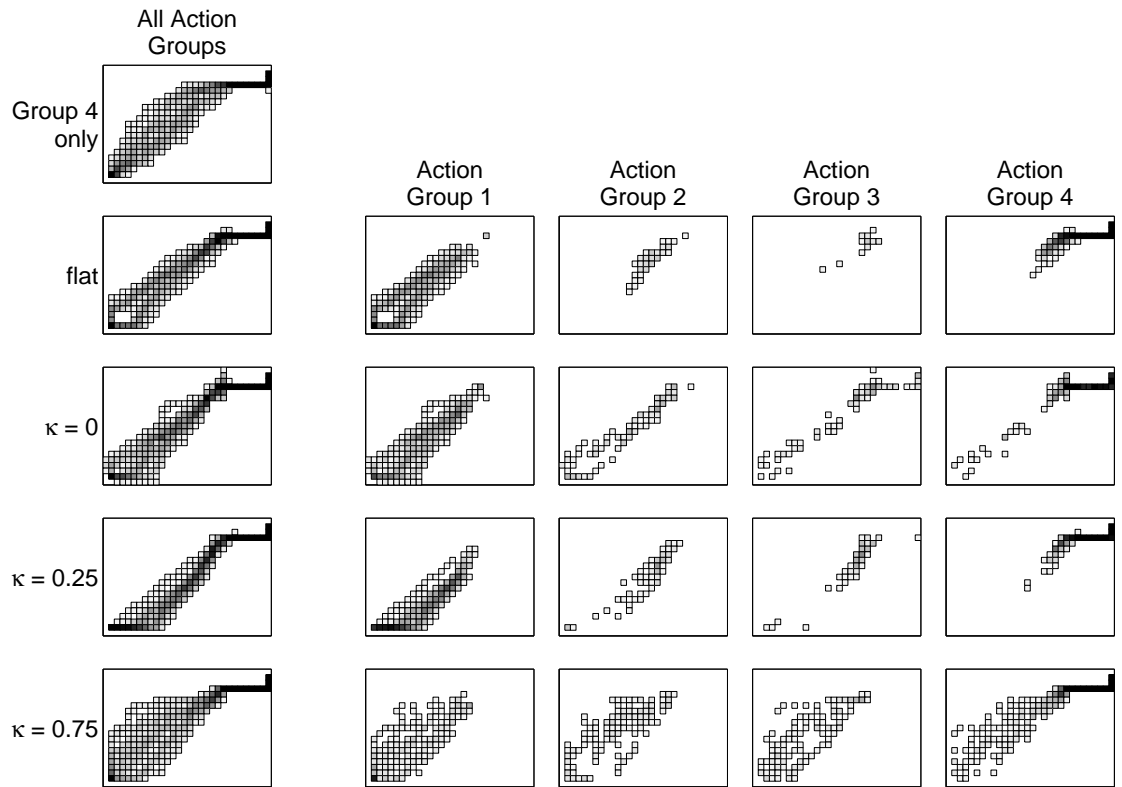 All Action
Groups
Group 4
only
Action
Group 1
Action
Group 2
Action
Group 3
Action
Group 4
flat
κ = 0
κ = 0.25
κ = 0.75